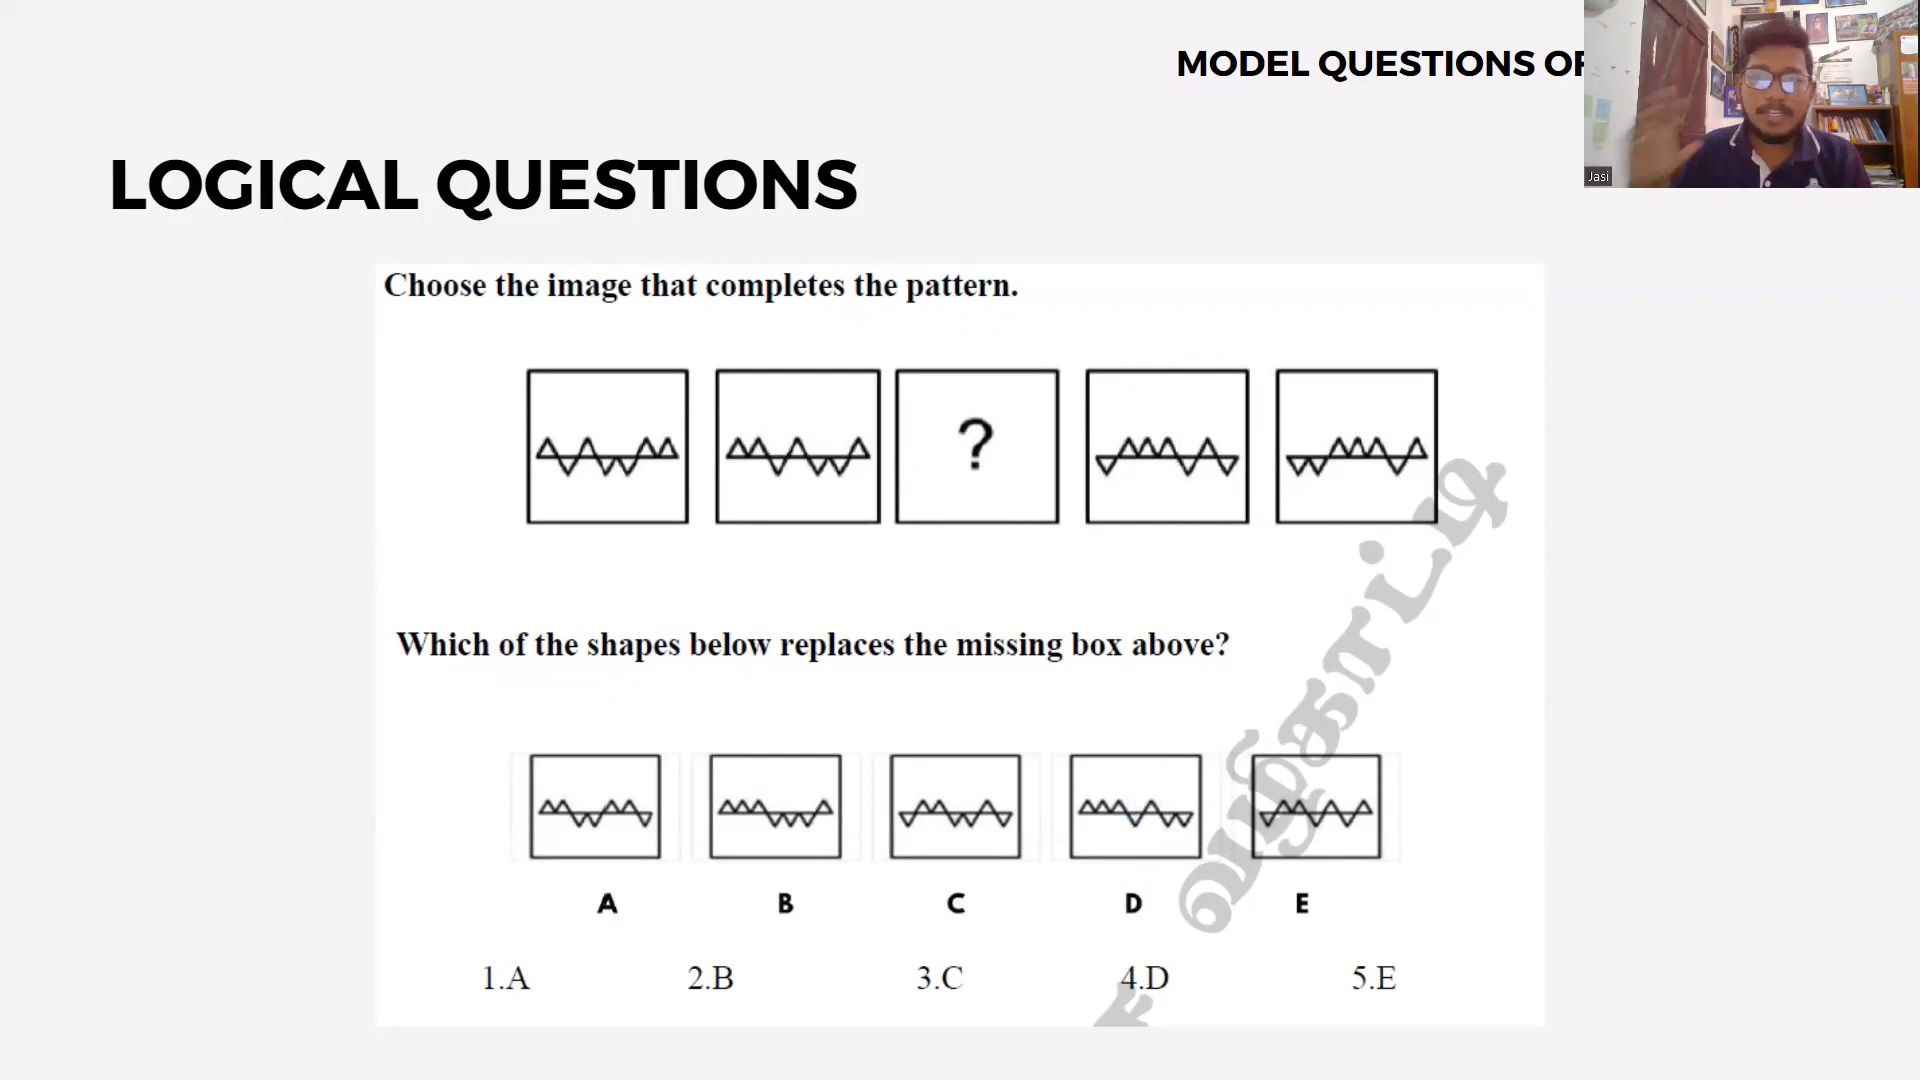 MODEL QUESTIONS OF
Jasi
LOGICAL QUESTIONS
Choose the image that completes the pattern.
?
Which of the shapes below replaces the missing box above?
A B C D E
1.A 2.B 3.C 4.D 5.E